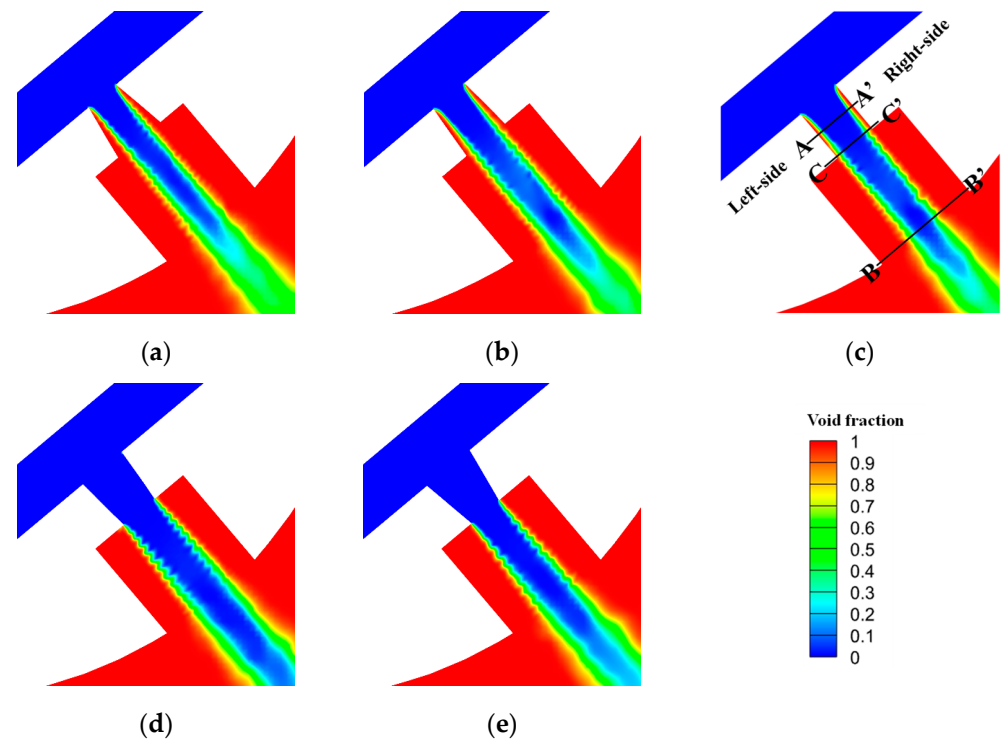 Right-side
A'
C'
A
C
Left-side
B'
B
(a)
(b)
(c)
Void fraction
1
0.9
0.8
0.7
0.6
0.5
0.4
0.3
0.2
0.1
0
(d)
(e)